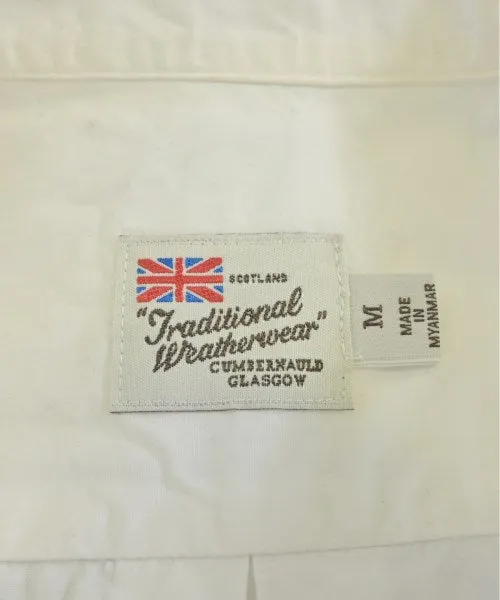 SCOTLAND
"Traditional
Weatherwear"
CUMBERNAULD
GLASGOW
M
MADE
IN
MYANMAR